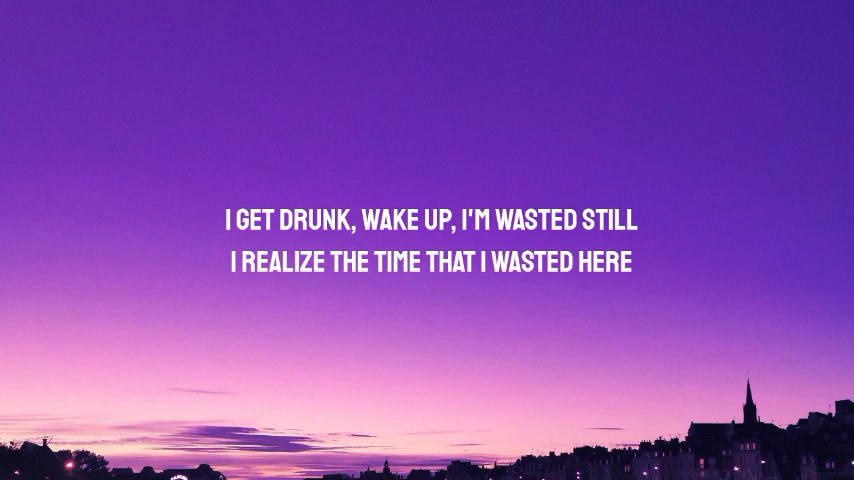 I GET DRUNK, WAKE UP, I'M WASTED STILL
I REALIZE THE TIME THAT I WASTED HERE